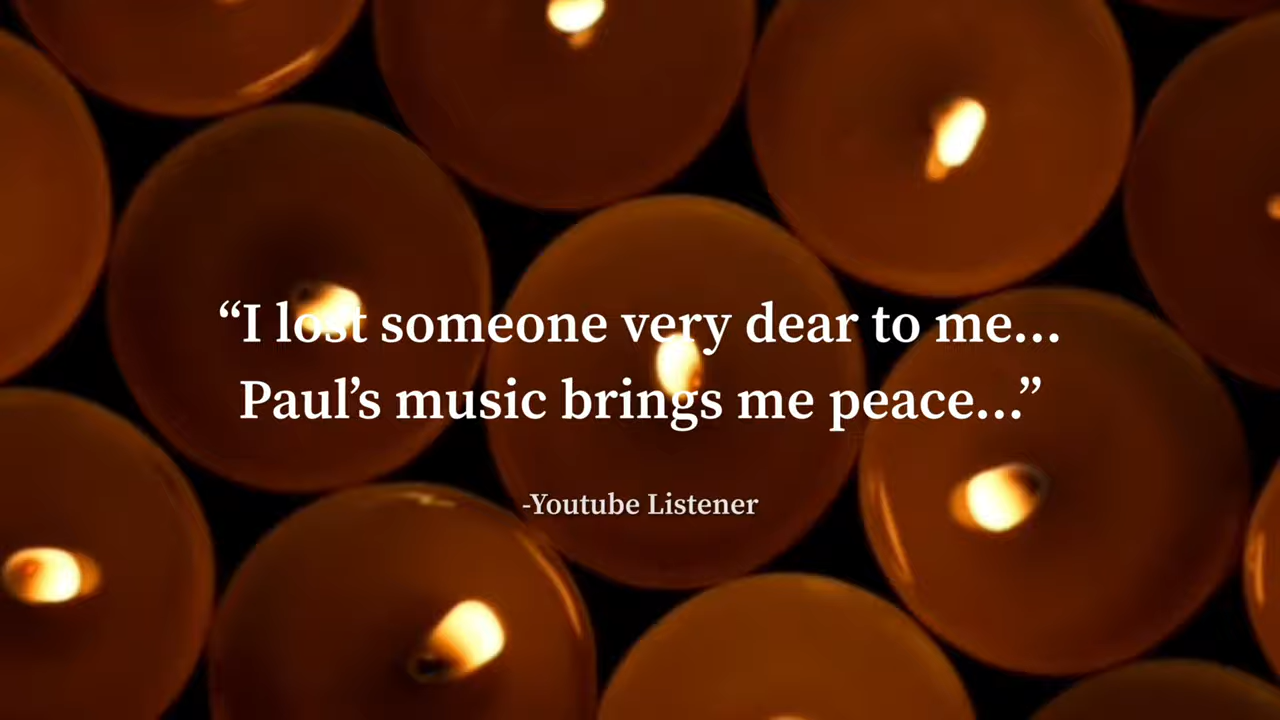 “I lost someone very dear to me...
Paul’s music brings me peace...”
-Youtube Listener